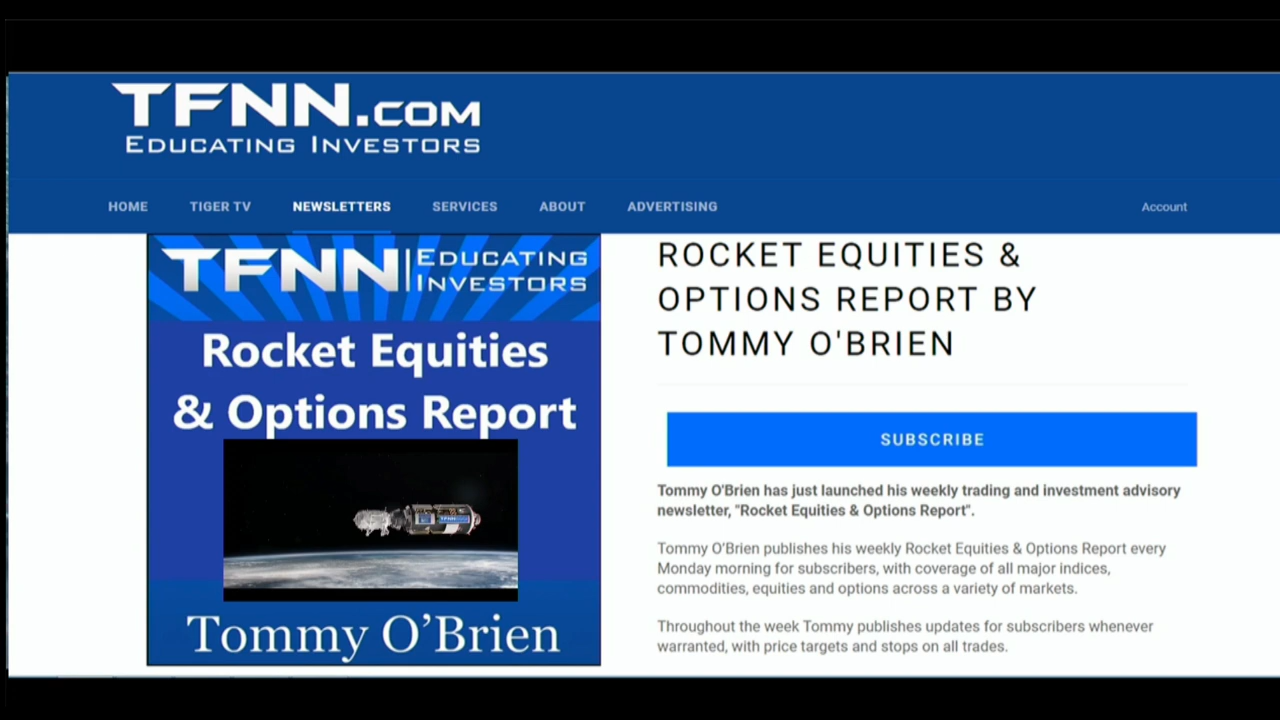 TFNN.COM
EDUCATING INVESTORS
HOME TIGER TV NEWSLETTERS SERVICES ABOUT ADVERTISING Account
TFNN EDUCATING
INVESTORS
Rocket Equities
& Options Report
TFNN
Tommy O’Brien
ROCKET EQUITIES &
OPTIONS REPORT BY
TOMMY O'BRIEN
SUBSCRIBE
Tommy O'Brien has just launched his weekly trading and investment advisory
newsletter, "Rocket Equities & Options Report".
Tommy O’Brien publishes his weekly Rocket Equities & Options Report every
Monday morning for subscribers, with coverage of all major indices,
commodities, equities and options across a variety of markets.
Throughout the week Tommy publishes updates for subscribers whenever
warranted, with price targets and stops on all trades.